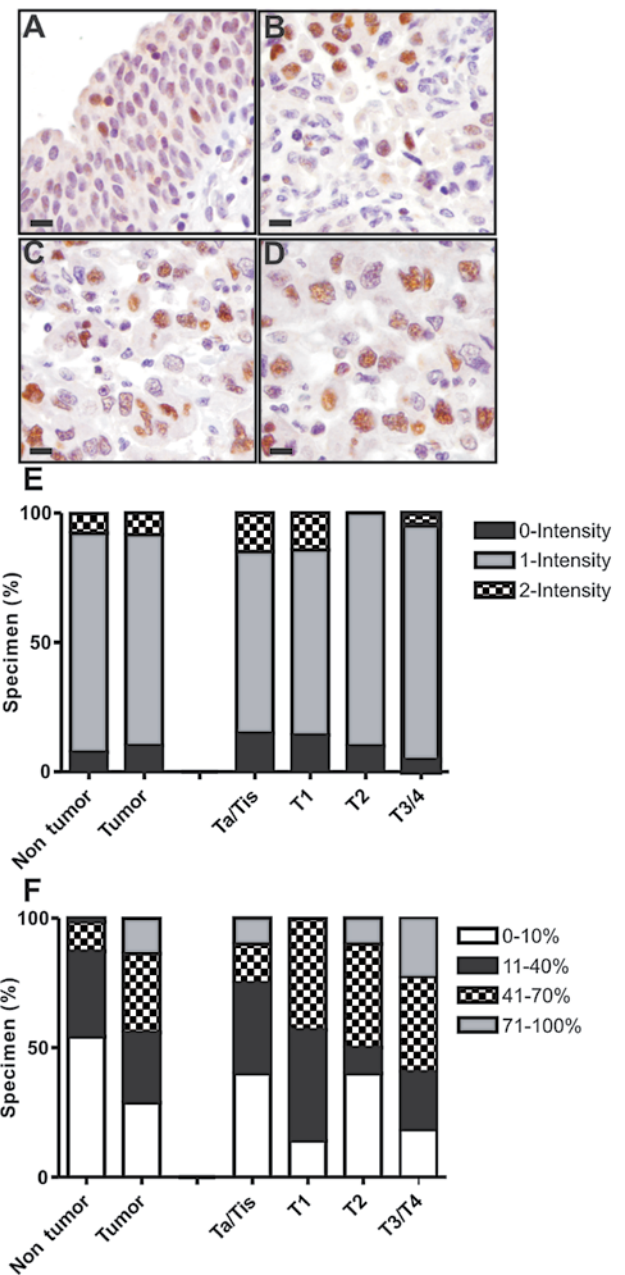 A
B
C
D
E
100
50
0
Specimen (%)
0-Intensity
1-Intensity
2-Intensity
Non tumor
Tumor
Ta/Tis
T1
T2
T3/4
F
100
50
0
Specimen (%)
0-10%
11-40%
41-70%
71-100%
Non tumor
Tumor
Ta/Tis
T1
T2
T3/T4